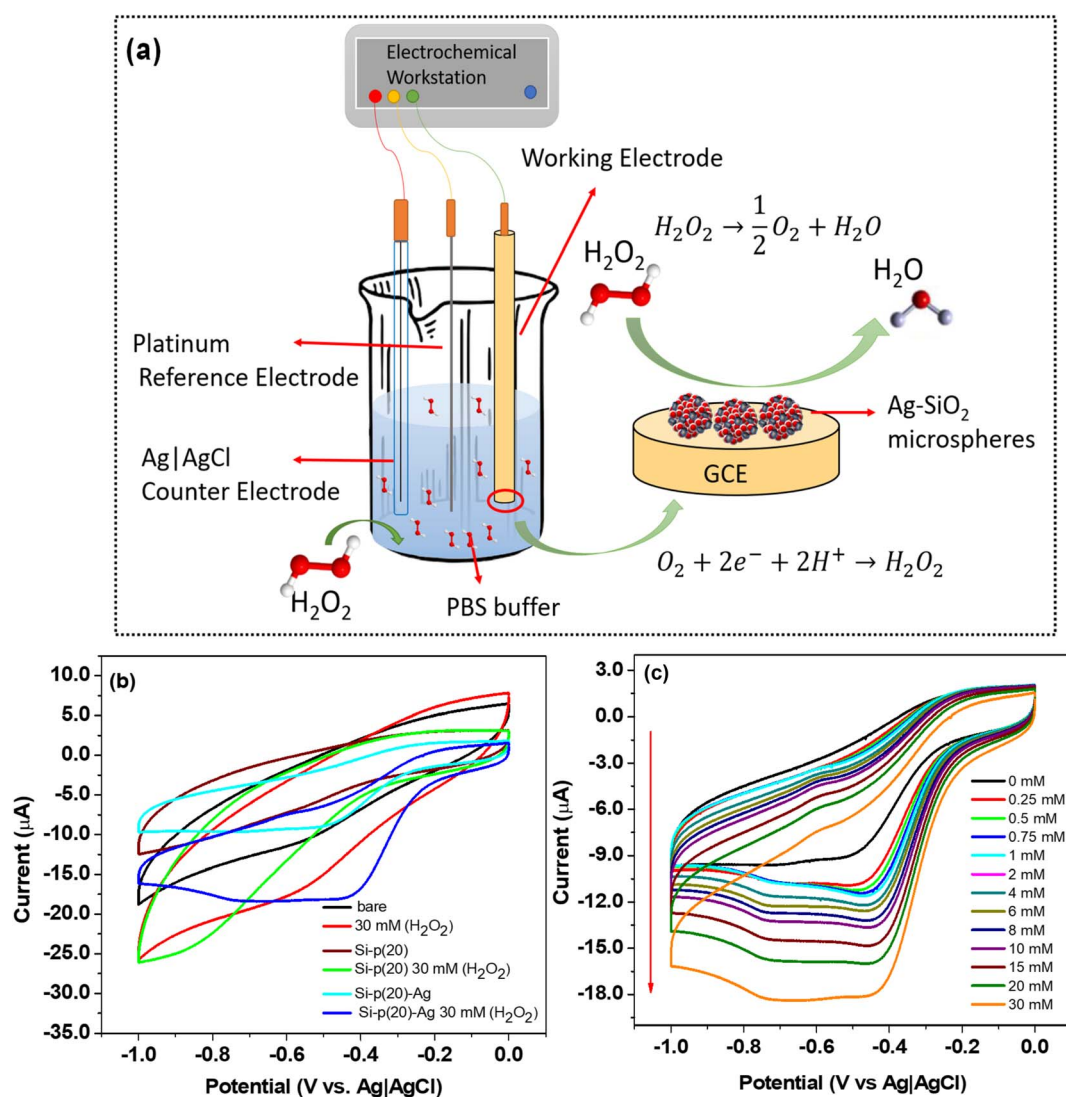 (a)
Electrochemical
Workstation
Working Electrode
H₂O₂ → 1/2 O₂ + H₂O
H₂O₂
H₂O
Platinum
Reference Electrode
Ag-SiO₂
microspheres
Ag|AgCl
Counter Electrode
GCE
O₂ + 2e⁻ + 2H⁺ → H₂O₂
H₂O₂
PBS buffer
(b)
10.0
5.0
0.0
-5.0
-10.0
-15.0
-20.0
-25.0
-30.0
-35.0
Current (μA)
bare
30 mM (H₂O₂)
Si-p(20)
Si-p(20) 30 mM (H₂O₂)
Si-p(20)-Ag
Si-p(20)-Ag 30 mM (H₂O₂)
-1.0 -0.8 -0.6 -0.4 -0.2 0.0
Potential (V vs. Ag|AgCl)
(c)
3.0
0.0
-3.0
-6.0
-9.0
-12.0
-15.0
-18.0
Current (μA)
0 mM
0.25 mM
0.5 mM
0.75 mM
1 mM
2 mM
4 mM
6 mM
8 mM
10 mM
15 mM
20 mM
30 mM
-1.0 -0.8 -0.6 -0.4 -0.2 0.0
Potential (V vs Ag|AgCl)